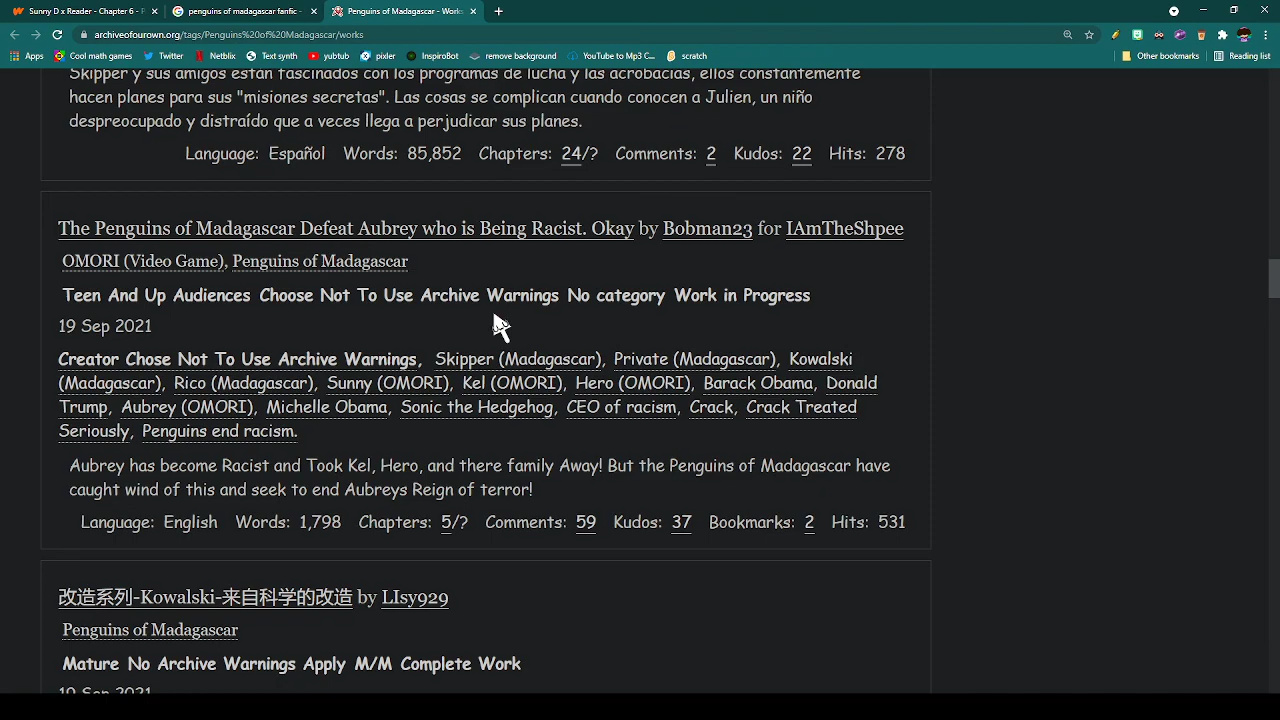 Sunny D x Reader - Chapter 6 - F
penguins of madagascar fanfic -
Penguins of Madagascar - Works
archiveofourown.org/tags/Penguins%20of%20Madagascar/works
Apps Cool math games Twitter Netblix Text synth yubtub pixler InspiroBot remove background YouTube to Mp3 C... scratch Other bookmarks Reading list
Skipper y sus amigos están fascinados con los programas de lucha y las acrobacias, ellos constantemente
hacen planes para sus "misiones secretas". Las cosas se complican cuando conocen a Julien, un niño
despreocupado y distraído que a veces llega a perjudicar sus planes.
Language: Español Words: 85,852 Chapters: 24/? Comments: 2 Kudos: 22 Hits: 278
The Penguins of Madagascar Defeat Aubrey who is Being Racist. Okay by Bobman23 for IAmTheShpee
OMORI (Video Game), Penguins of Madagascar
Teen And Up Audiences Choose Not To Use Archive Warnings No category Work in Progress
19 Sep 2021
Creator Chose Not To Use Archive Warnings, Skipper (Madagascar), Private (Madagascar), Kowalski
(Madagascar), Rico (Madagascar), Sunny (OMORI), Kel (OMORI), Hero (OMORI), Barack Obama, Donald
Trump, Aubrey (OMORI), Michelle Obama, Sonic the Hedgehog, CEO of racism, Crack, Crack Treated
Seriously, Penguins end racism.
Aubrey has become Racist and Took Kel, Hero, and there family Away! But the Penguins of Madagascar have
caught wind of this and seek to end Aubreys Reign of terror!
Language: English Words: 1,798 Chapters: 5/? Comments: 59 Kudos: 37 Bookmarks: 2 Hits: 531
改造系列-Kowalski-来自科学的改造 by LIsy929
Penguins of Madagascar
Mature No Archive Warnings Apply M/M Complete Work
19 Sep 2021